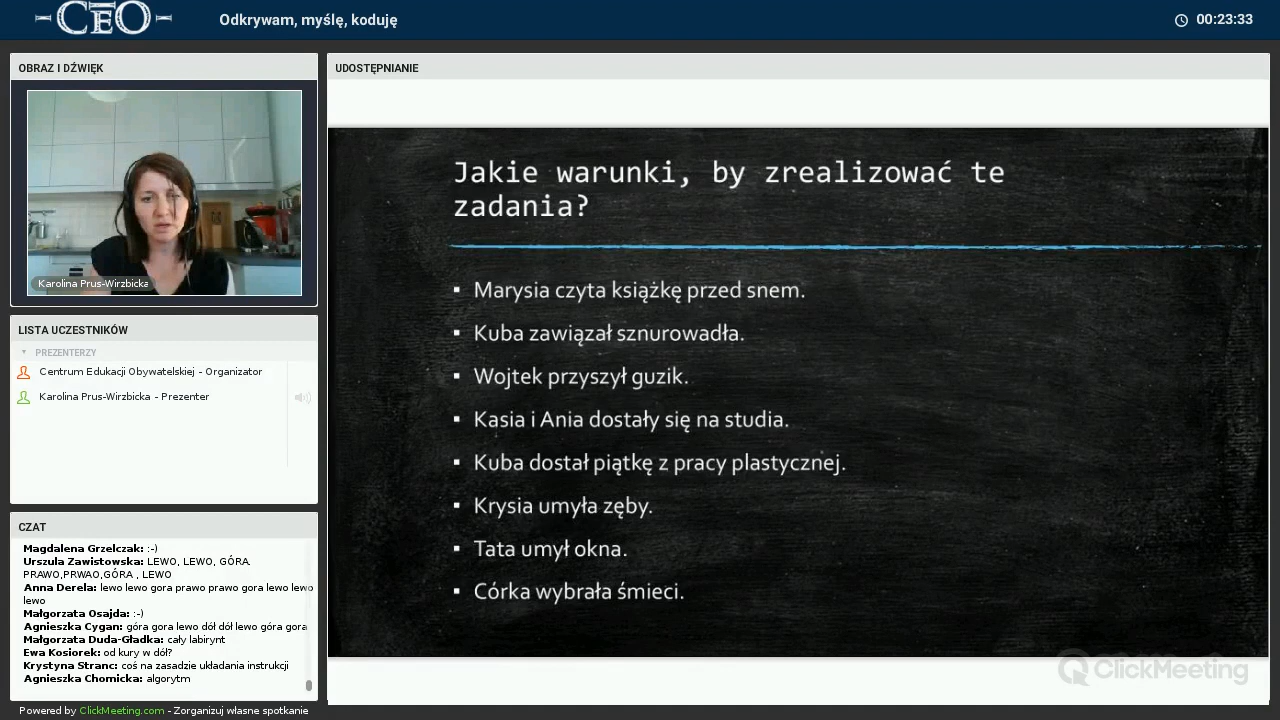 CEO
Odkrywam, myślę, koduję
00:23:33
OBRAZ I DŹWIĘK
Karolina Prus-Wirzbicka
LISTA UCZESTNIKÓW
PREZENTERZY
Centrum Edukacji Obywatelskiej - Organizator
Karolina Prus-Wirzbicka - Prezenter
CZAT
Magdalena Grzelczak: :-)
Urszula Zawistowska: LEWO, LEWO, GÓRA.
PRAWO,PRWAO,GÓRA , LEWO
Anna Derela: lewo lewo gora prawo prawo gora lewo lewo
lewo
Małgorzata Osajda: :-)
Agnieszka Cygan: góra gora lewo dół dół lewo góra gora
Małgorzata Duda-Gładka: cały labirynt
Ewa Kosiorek: od kury w dół?
Krystyna Stranc: coś na zasadzie układania instrukcji
Agnieszka Chomicka: algorytm
Powered by ClickMeeting.com - Zorganizuj własne spotkanie
UDOSTĘPNIANIE
Jakie warunki, by zrealizować te
zadania?
▪ Marysia czyta książkę przed snem.
▪ Kuba zawiązał sznurowadła.
▪ Wojtek przyszył guzik.
▪ Kasia i Ania dostały się na studia.
▪ Kuba dostał piątkę z pracy plastycznej.
▪ Krysia umyła zęby.
▪ Tata umył okna.
▪ Córka wybrała śmieci.
ClickMeeting